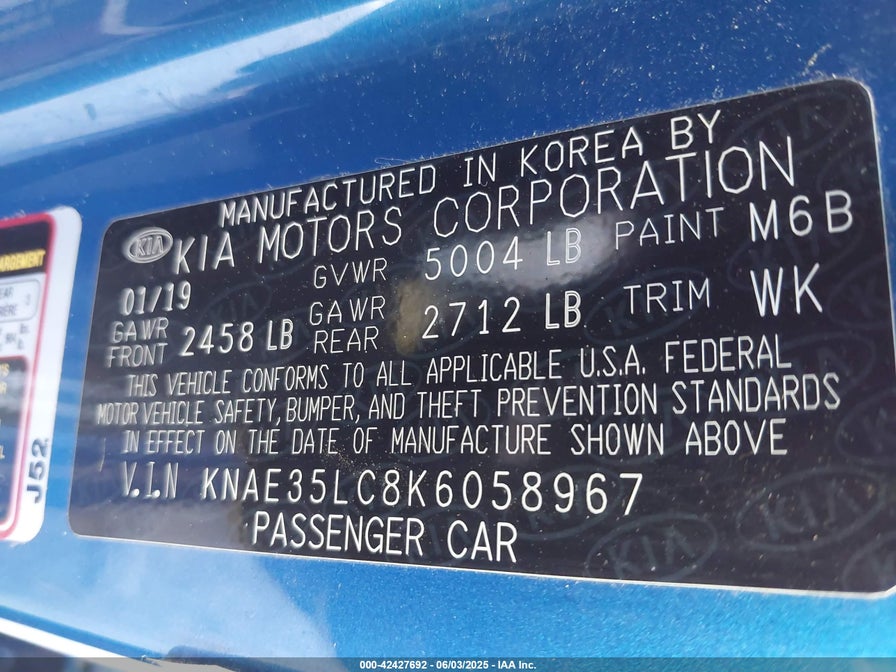 MANUFACTURED IN KOREA BY
KIA KIA MOTORS CORPORATION
01/19 GVWR 5004 LB PAINT M6B
GAWR FRONT 2458 LB GAWR REAR 2712 LB TRIM WK
THIS VEHICLE CONFORMS TO ALL APPLICABLE U.S.A. FEDERAL
MOTOR VEHICLE SAFETY, BUMPER, AND THEFT PREVENTION STANDARDS
IN EFFECT ON THE DATE OF MANUFACTURE SHOWN ABOVE
V.I.N KNAE35LC8K6058967
PASSENGER CAR
J52
000-42427692 - 06/03/2025 - IAA Inc.